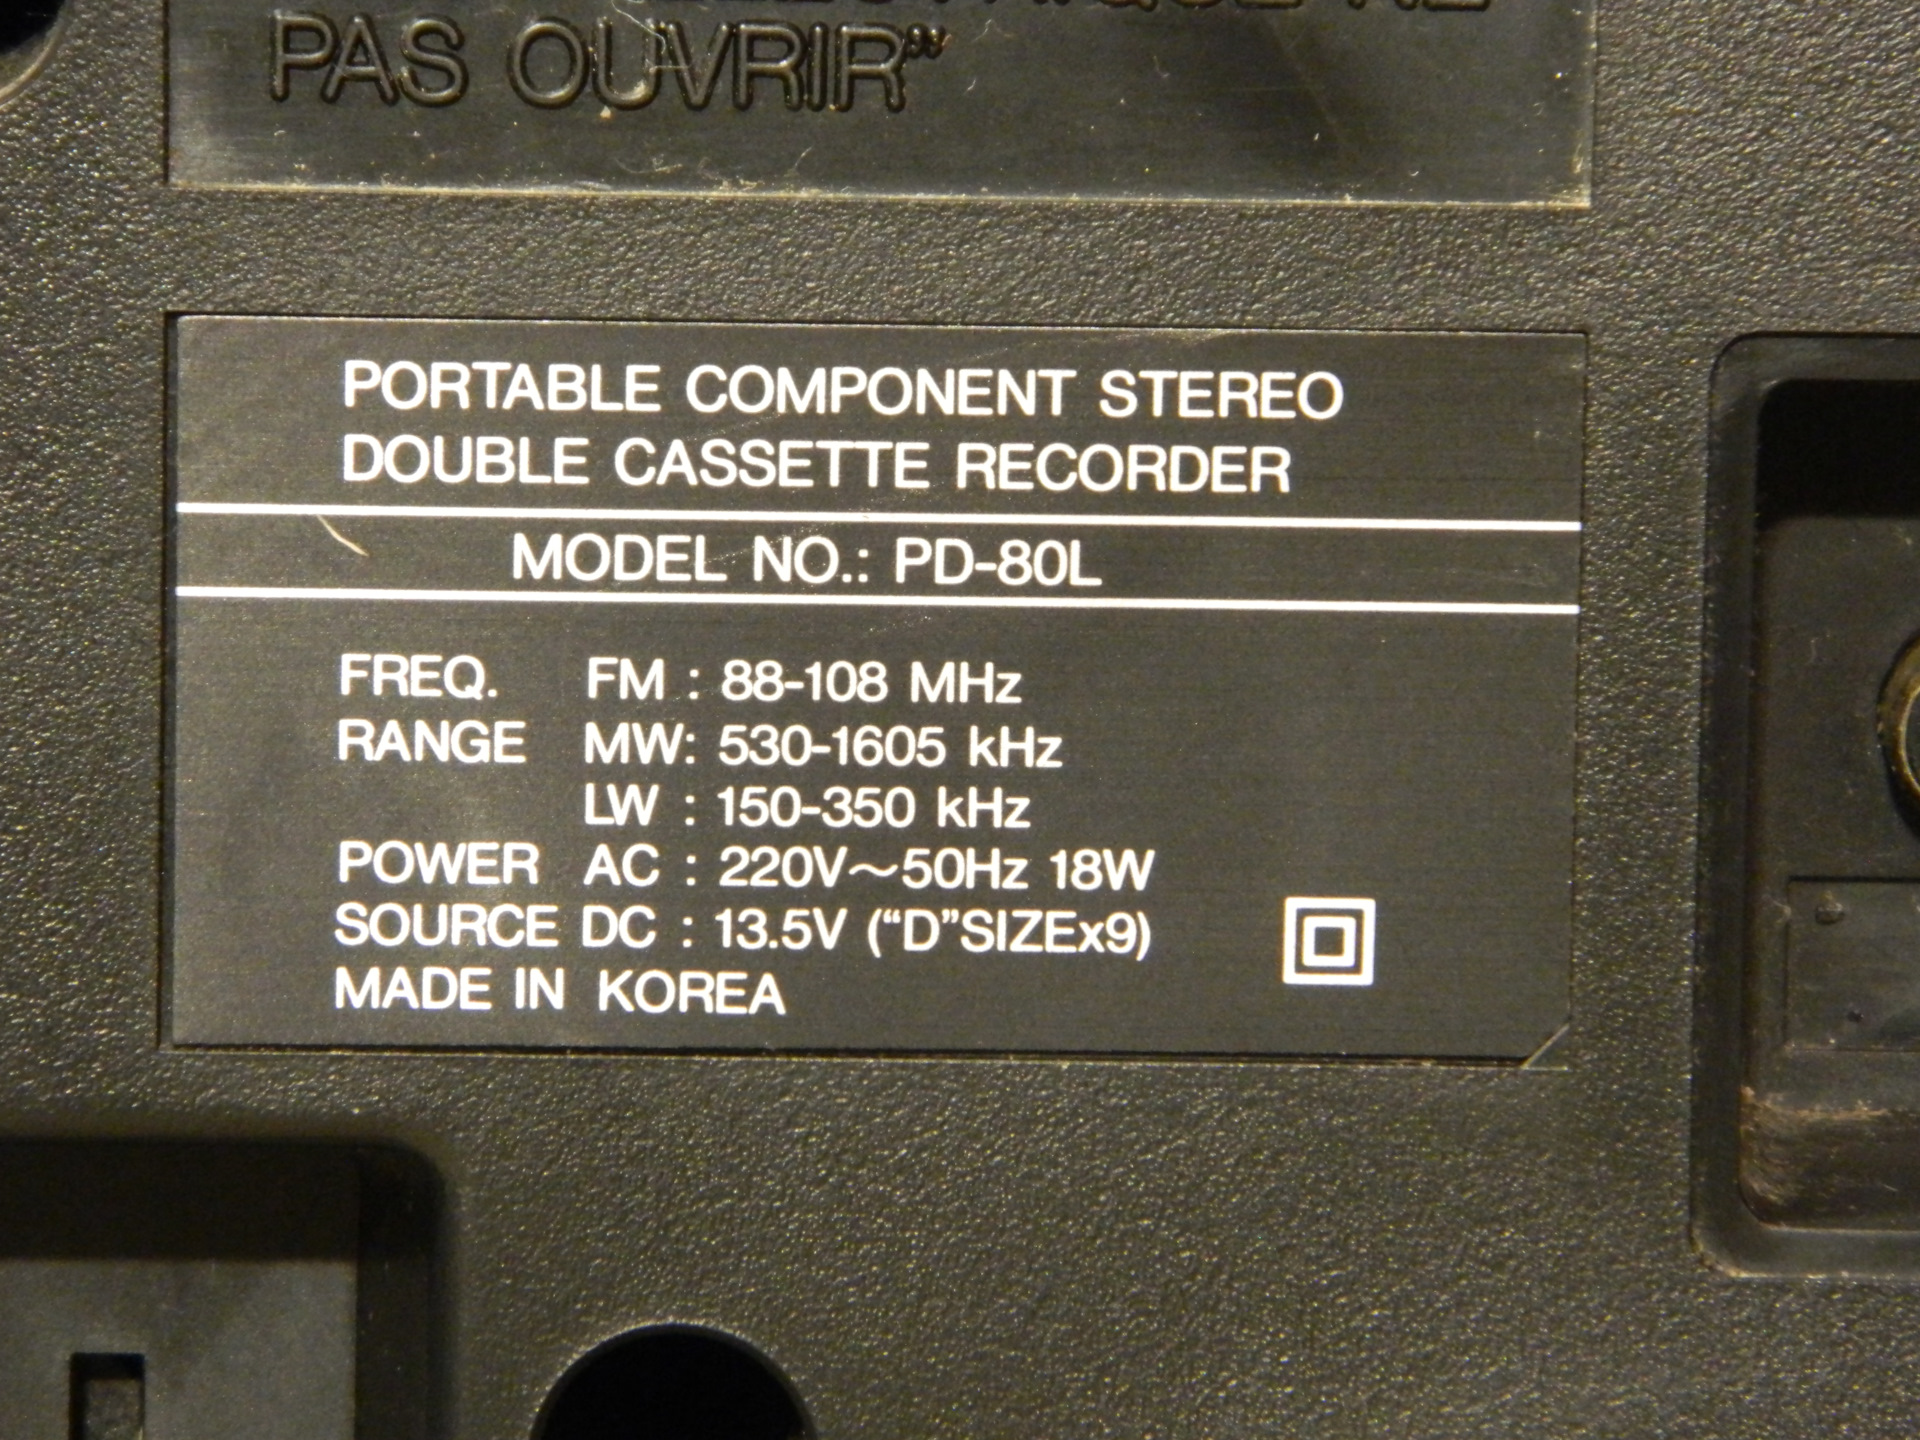 PAS OUVRIR”
PORTABLE COMPONENT STEREO
DOUBLE CASSETTE RECORDER
MODEL NO.: PD-80L
FREQ. FM : 88-108 MHz
RANGE MW: 530-1605 kHz
LW : 150-350 kHz
POWER AC : 220V~50Hz 18W
SOURCE DC : 13.5V (“D”SIZEx9)
MADE IN KOREA